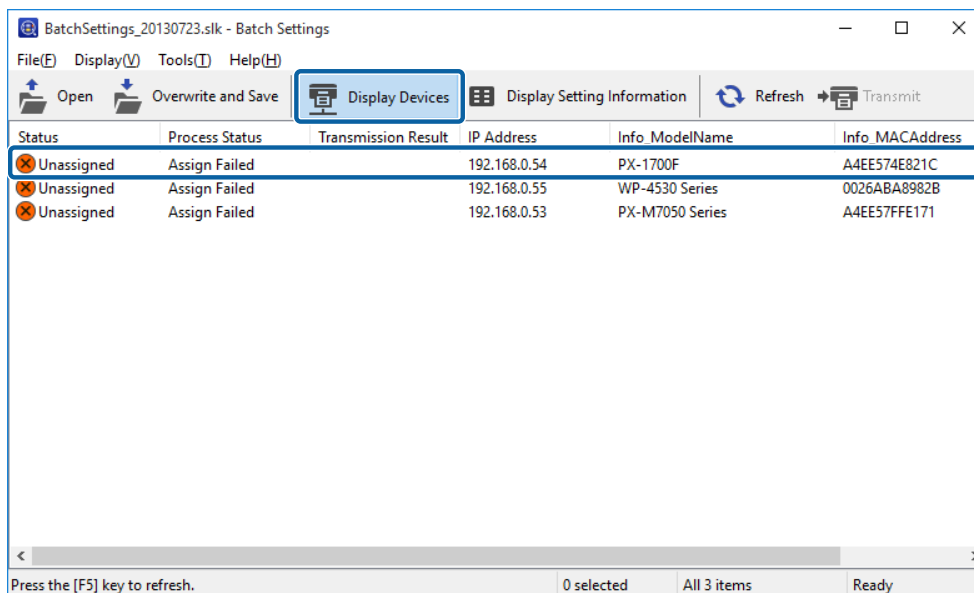 BatchSettings_20130723.slk - Batch Settings
File(F) Display(V) Tools(T) Help(H)
Open Overwrite and Save Display Devices Display Setting Information Refresh Transmit
Status Process Status Transmission Result IP Address Info_ModelName Info_MACAddress
Unassigned Assign Failed 192.168.0.54 PX-1700F A4EE574E821C
Unassigned Assign Failed 192.168.0.55 WP-4530 Series 0026ABA8982B
Unassigned Assign Failed 192.168.0.53 PX-M7050 Series A4EE57FFE171
Press the [F5] key to refresh. 0 selected All 3 items Ready